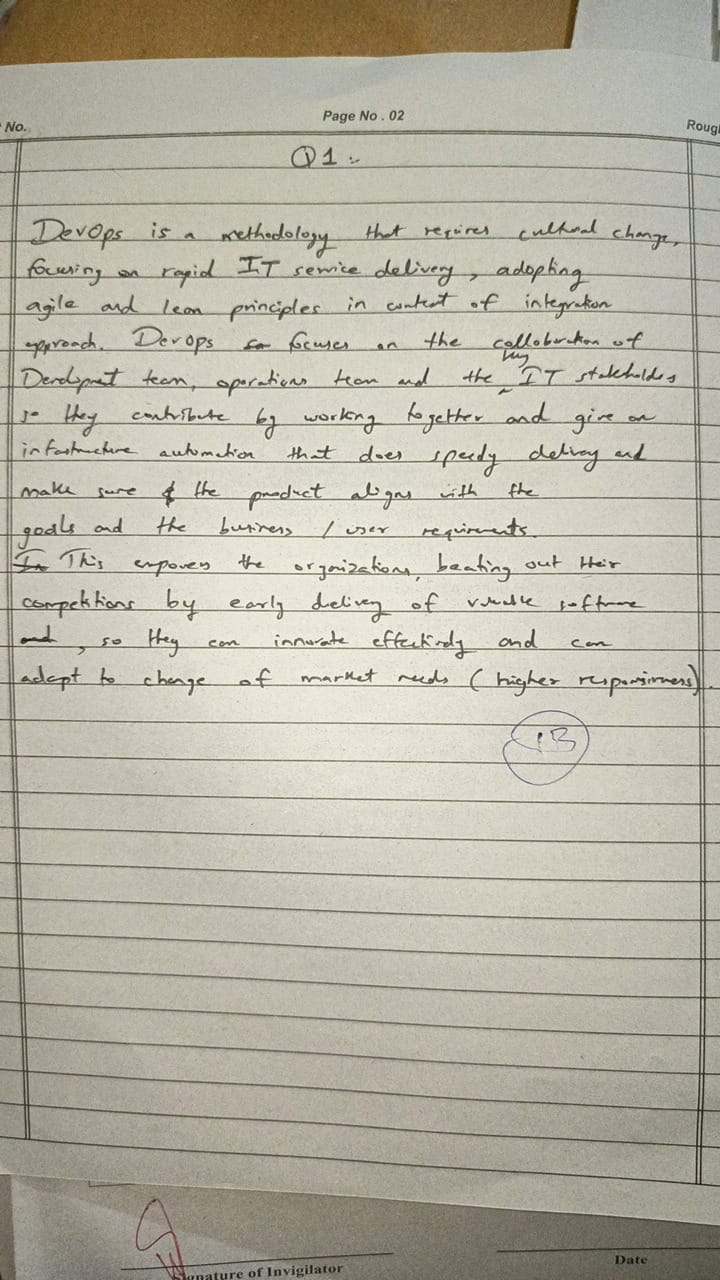 No.
Page No. 02
Rough
Q1:-
DevOps is a methodology that requires cultural change,
focusing on rapid IT service delivery, adopting
agile and lean principles in context of integration
approach. DevOps focuses on the collaboration of
Development team, operations team and the key IT stakeholders
so they contribute by working together and give an
infastructure automation that does speedy delivery and
make sure the product aligns with the
goals and the business / user requirements.
This empowers the organizations, beating out their
competitions by early delivery of valuable software
, so they can innovate effectively and can
adapt to change of market needs (higher responsiveness).
Signature of Invigilator
Date